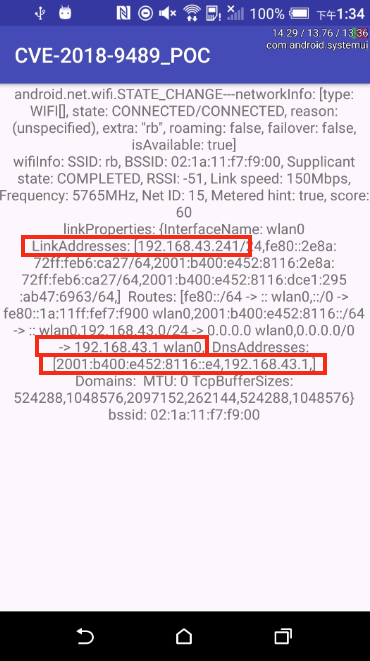 100% 下午1:34
14.29 / 13.76 / 13.36
com.android.systemui
CVE-2018-9489_POC
android.net.wifi.STATE_CHANGE---networkInfo: [type:
WIFI[], state: CONNECTED/CONNECTED, reason:
(unspecified), extra: "rb", roaming: false, failover: false,
isAvailable: true]
wifiInfo: SSID: rb, BSSID: 02:1a:11:f7:f9:00, Supplicant
state: COMPLETED, RSSI: -51, Link speed: 150Mbps,
Frequency: 5765MHz, Net ID: 15, Metered hint: true, score:
60
linkProperties: {InterfaceName: wlan0
LinkAddresses: [192.168.43.241/24,fe80::2e8a:
72ff:feb6:ca27/64,2001:b400:e452:8116:2e8a:
72ff:feb6:ca27/64,2001:b400:e452:8116:dce1:295
:ab47:6963/64,] Routes: [fe80::/64 -> :: wlan0,::/0 ->
fe80::1a:11ff:fef7:f900 wlan0,2001:b400:e452:8116::/64
-> :: wlan0,192.168.43.0/24 -> 0.0.0.0 wlan0,0.0.0.0/0
-> 192.168.43.1 wlan0,] DnsAddresses:
[2001:b400:e452:8116::e4,192.168.43.1,]
Domains: MTU: 0 TcpBufferSizes:
524288,1048576,2097152,262144,524288,1048576}
bssid: 02:1a:11:f7:f9:00